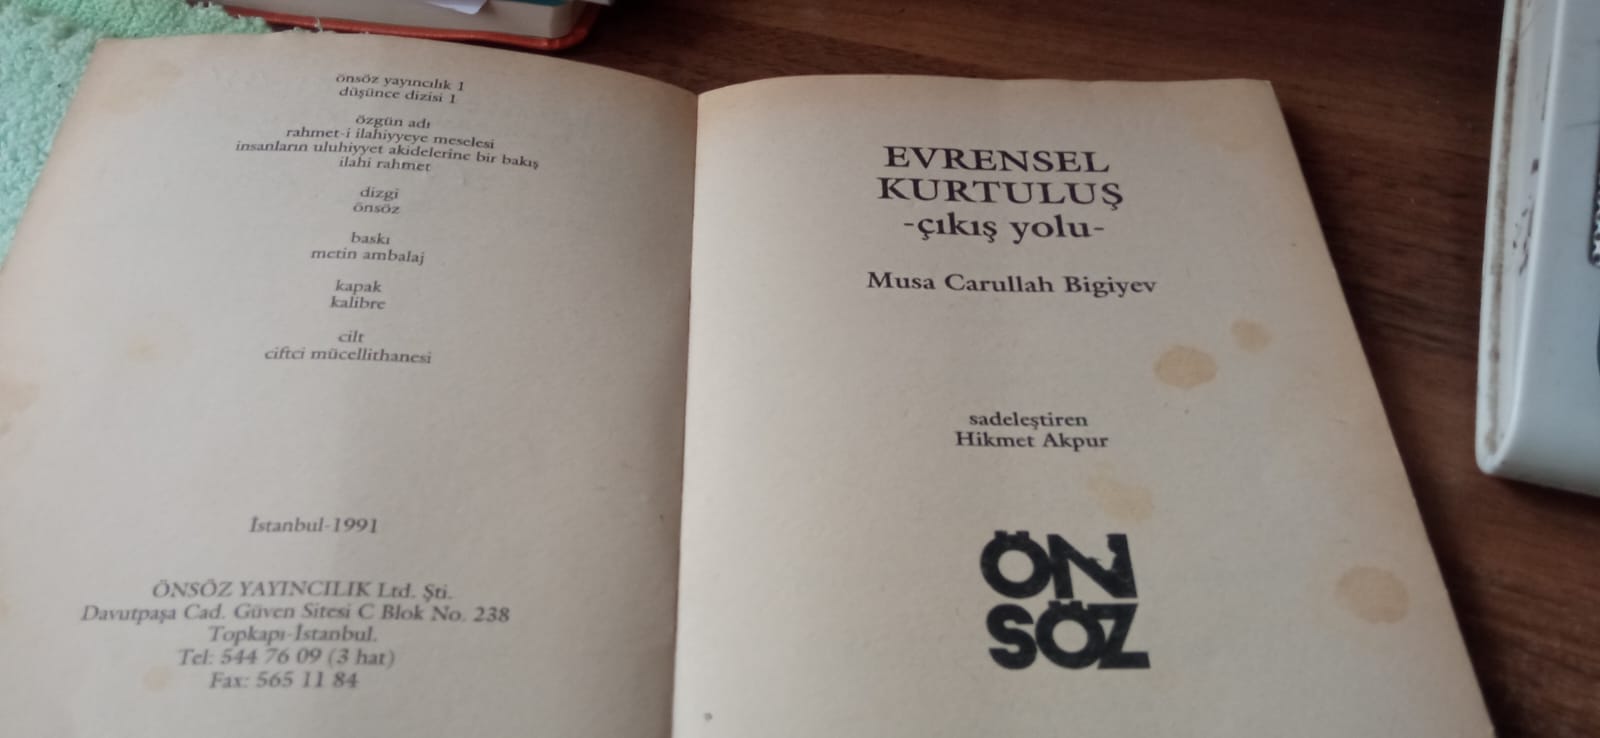 önsöz yayıncılık 1
düşünce dizisi 1
özgün adı
rahmet-i ilahiyyeye meselesi
insanların uluhiyyet akidelerine bir bakış
ilahi rahmet
dizgi
önsöz
baskı
metin ambalaj
kapak
kalibre
cilt
ciftci mücellithanesi
İstanbul-1991
ÖNSÖZ YAYINCILIK Ltd. Şti.
Davutpaşa Cad. Güven Sitesi C Blok No. 238
Topkapı-İstanbul.
Tel: 544 76 09 (3 hat)
Fax: 565 11 84
EVRENSEL
KURTULUŞ
-çıkış yolu-
Musa Carullah Bigiyev
sadeleştiren
Hikmet Akpur
ÖN
SÖZ